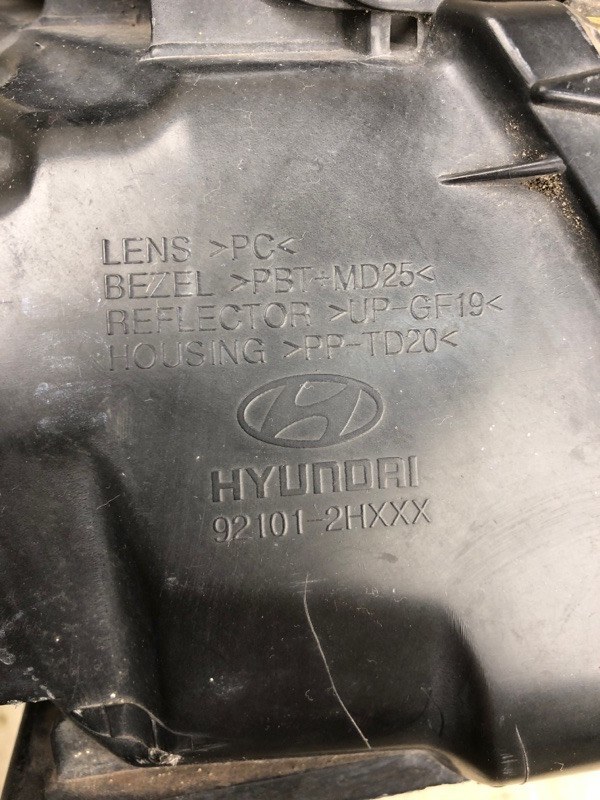 LENS >PC<
BEZEL >PBT+MD25<
REFLECTOR >UP-GF19<
HOUSING >PP-TD20<
HYUNDAI
92101-2HXXX